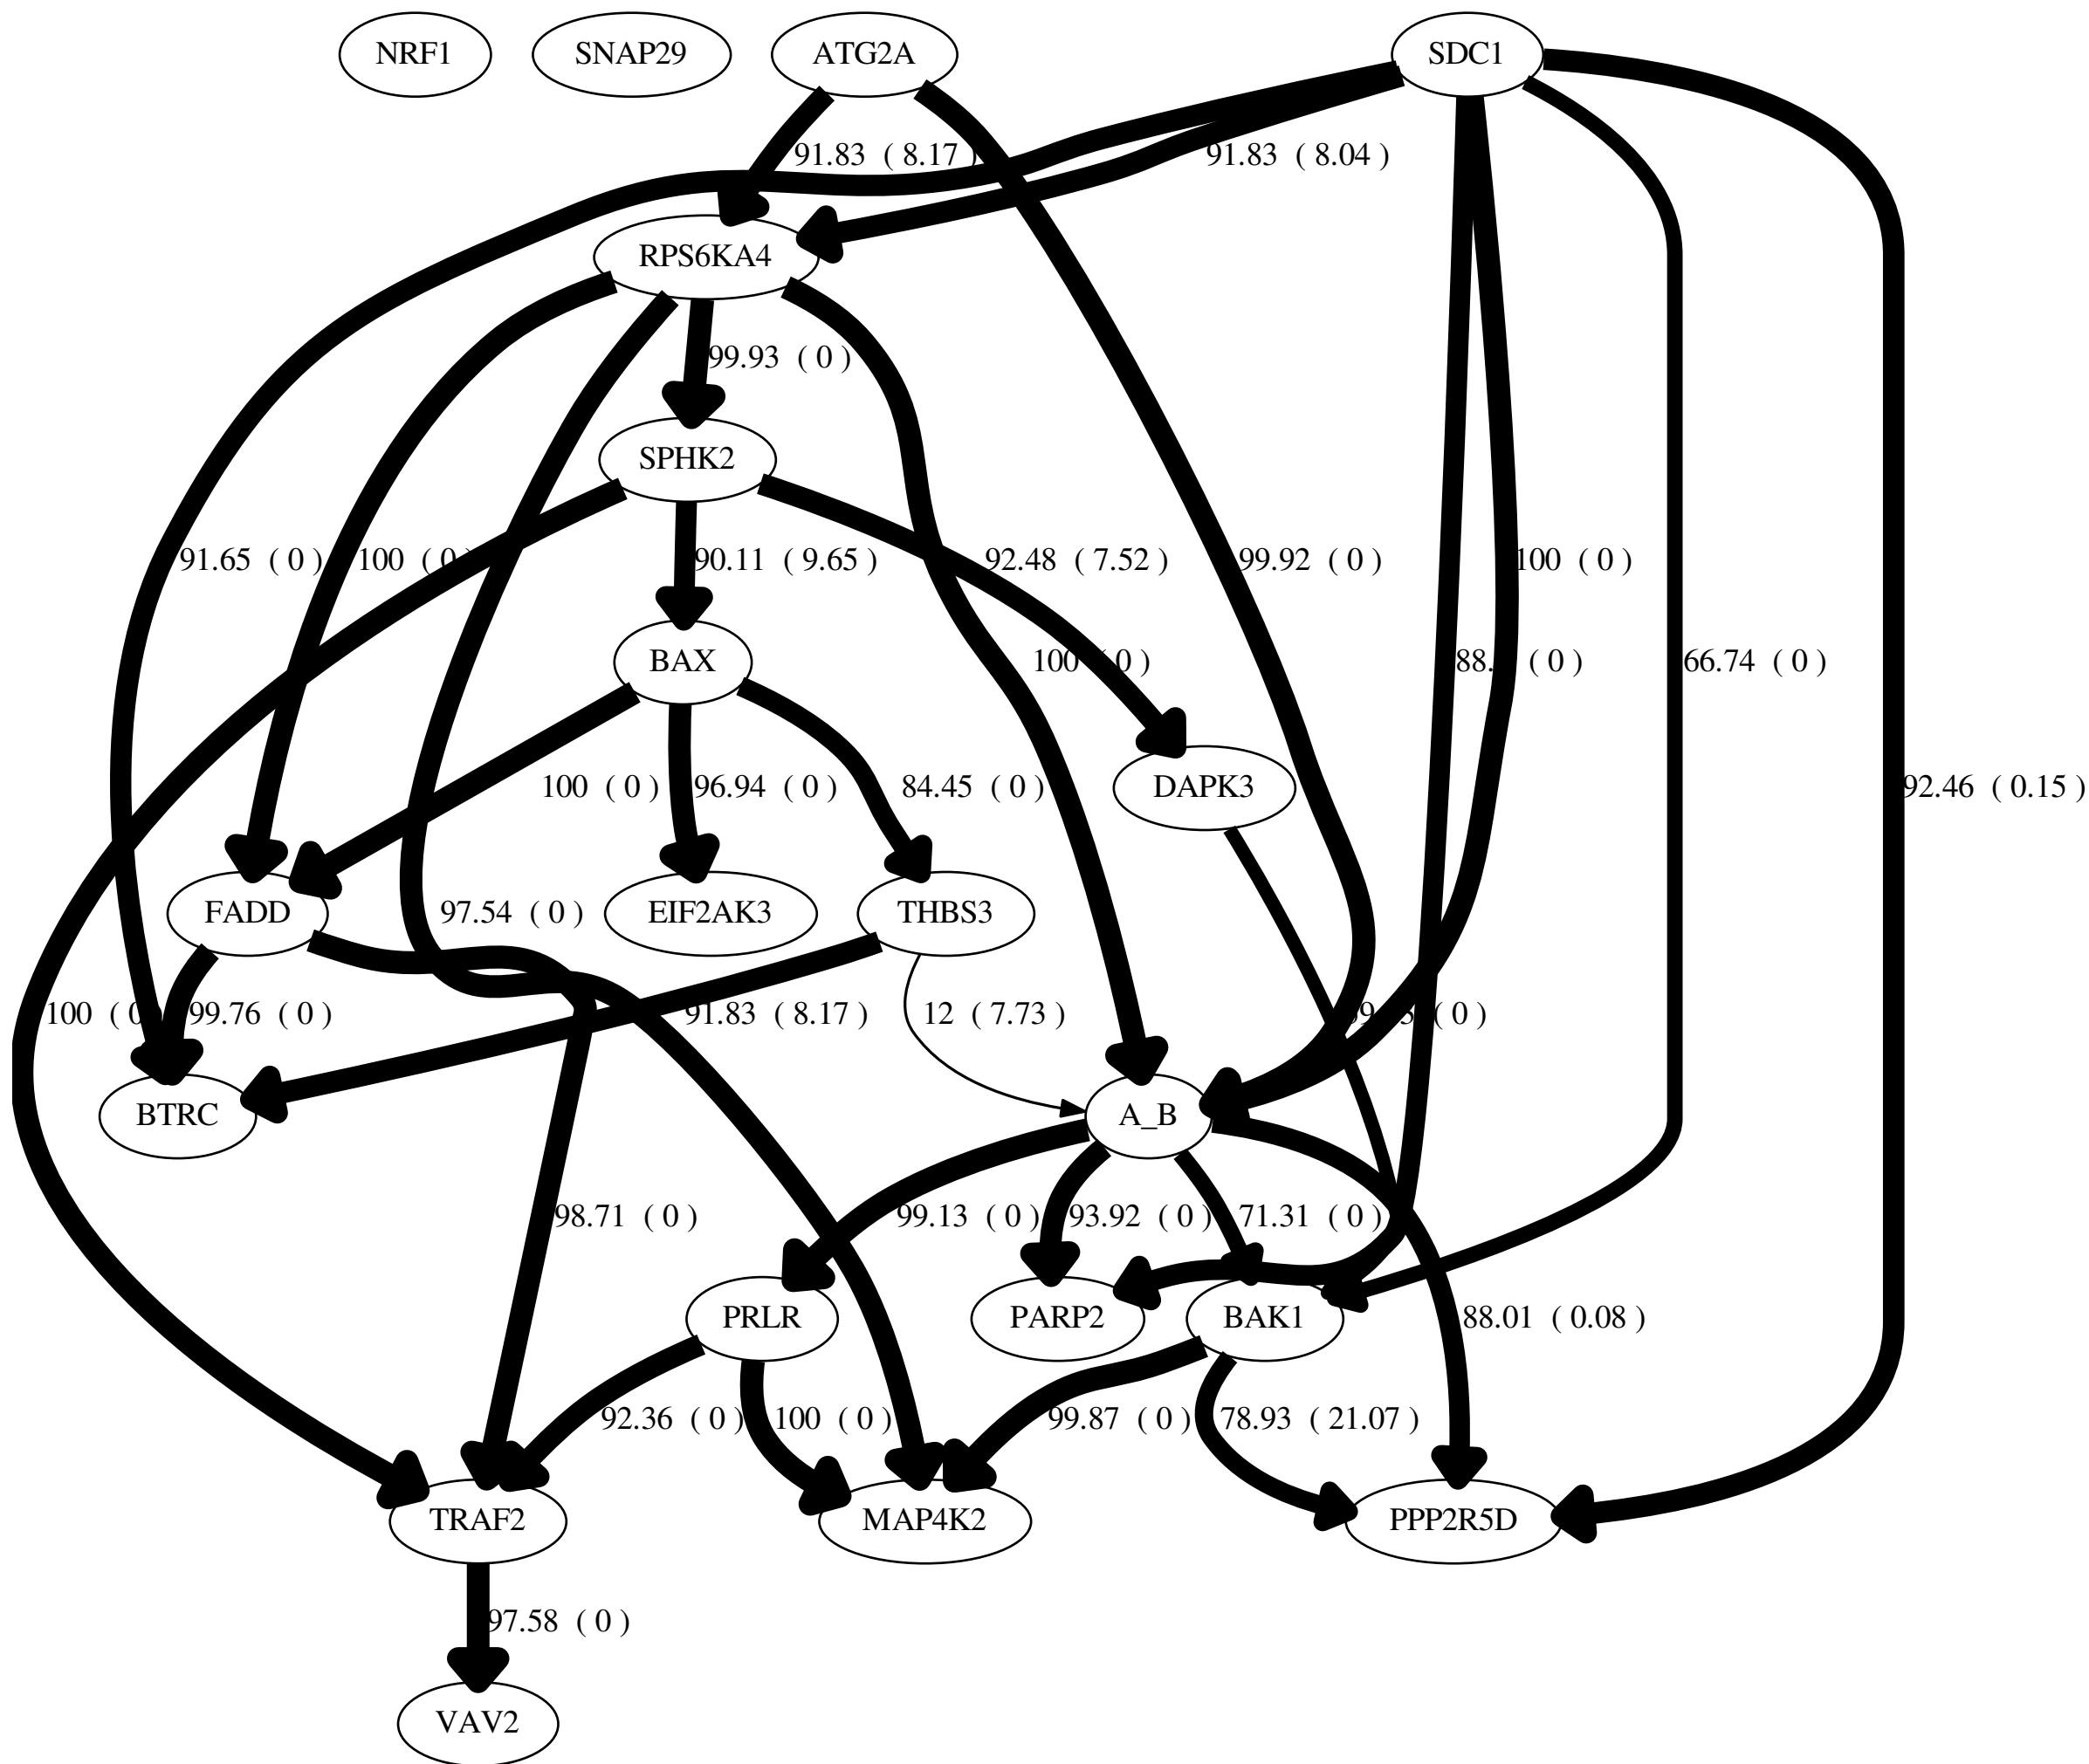 NRF1
SNAP29
ATG2A
SDC1
91.83 ( 8.17 )
91.83 ( 8.04 )
RPS6KA4
99.93 ( 0 )
SPHK2
91.65 ( 0 )
100 ( 0
90.11 ( 9.65 )
92.48 ( 7.52 )
99.92 ( 0 )
100 ( 0 )
BAX
100 ( 0 )
88. ( 0 )
66.74 ( 0 )
100 ( 0 )
96.94 ( 0 )
84.45 ( 0 )
DAPK3
92.46 ( 0.15 )
FADD
97.54 ( 0 )
EIF2AK3
THBS3
100 ( 0
99.76 ( 0 )
91.83 ( 8.17 )
12 ( 7.73 )
( 0 )
BTRC
A_B
98.71 ( 0 )
99.13 ( 0 )
93.92 ( 0 )
71.31 ( 0 )
PRLR
PARP2
BAK1
88.01 ( 0.08 )
92.36 ( 0 )
100 ( 0 )
99.87 ( 0 )
78.93 ( 21.07 )
TRAF2
MAP4K2
PPP2R5D
97.58 ( 0 )
VAV2